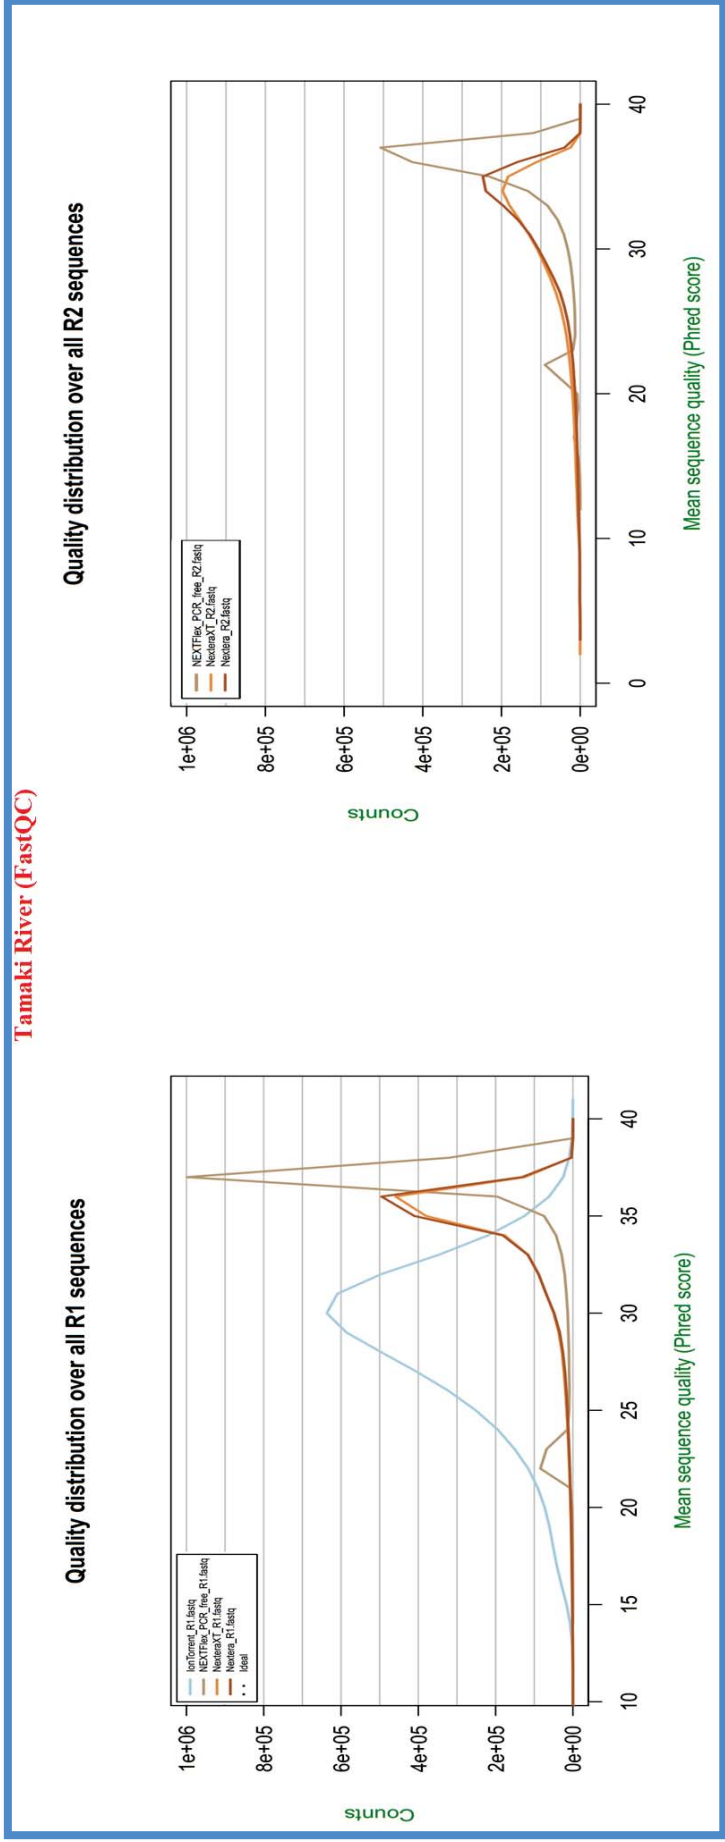 Tamaki River (FastQC)
Quality distribution over all R1 sequences
IonTorrent_R1.fastq
NEXTFlex_PCR_free_R1.fastq
NexteraXT_R1.fastq
Nextera_R1.fastq
Ideal
1e+06
8e+05
6e+05
4e+05
2e+05
0e+00
Counts
10 15 20 25 30 35 40
Mean sequence quality (Phred score)
Quality distribution over all R2 sequences
NEXTFlex_PCR_free_R2.fastq
NexteraXT_R2.fastq
Nextera_R2.fastq
1e+06
8e+05
6e+05
4e+05
2e+05
0e+00
Counts
0 10 20 30 40
Mean sequence quality (Phred score)